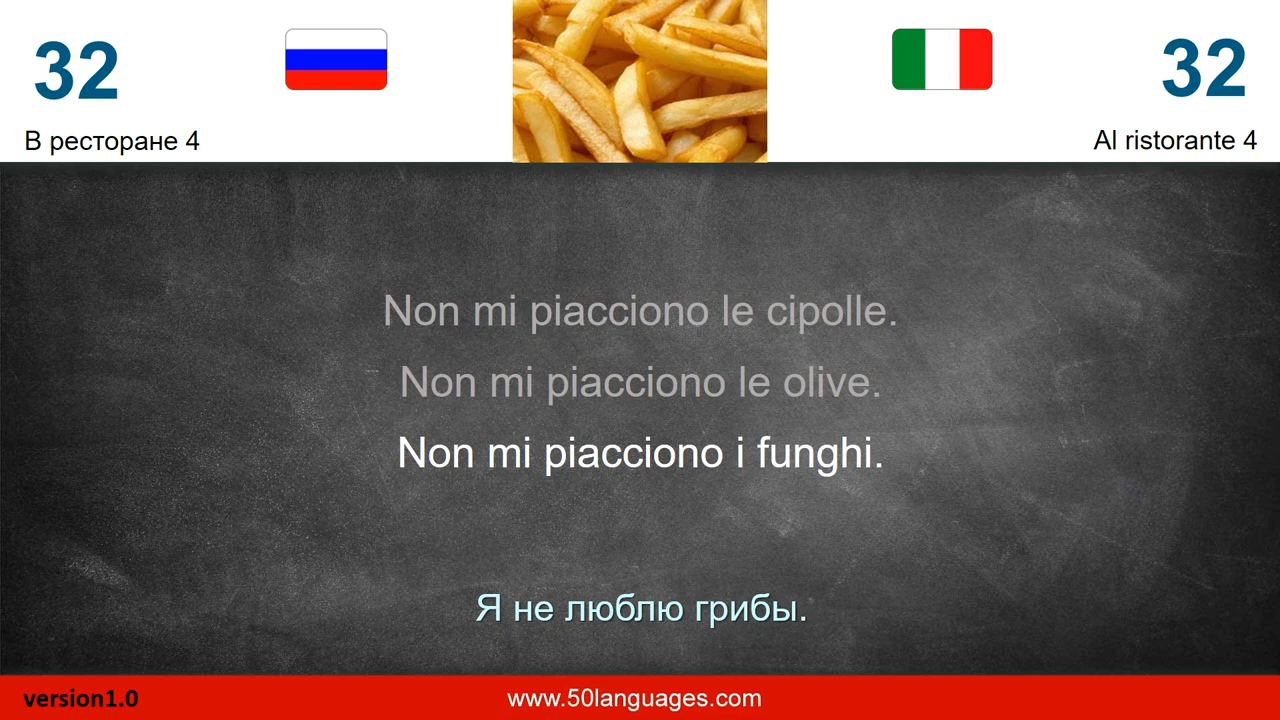 32
32
В ресторане 4
Al ristorante 4
Non mi piacciono le cipolle.
Non mi piacciono le olive.
Non mi piacciono i funghi.
Я не люблю грибы.
version1.0
www.50languages.com